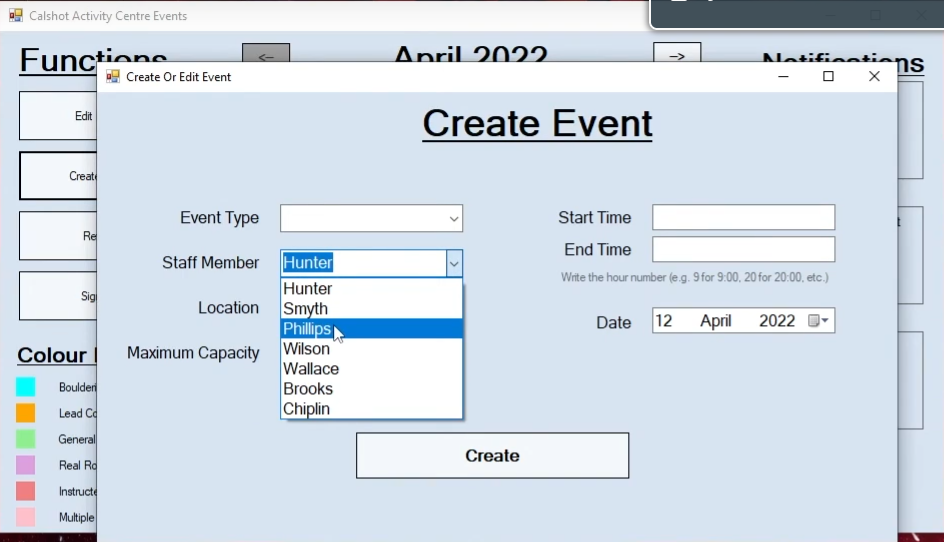 Calshot Activity Centre Events
Functions
<-
April 2022
->
Notifications
Create Or Edit Event
Create Event
Edit
Create
Re
Sig
Event Type
Staff Member
Hunter
Hunter
Smyth
Phillips
Wilson
Wallace
Brooks
Chiplin
Location
Maximum Capacity
Start Time
End Time
Write the hour number (e.g. 9 for 9:00, 20 for 20:00, etc.)
Date
12 April 2022
Create
Colour
Boulderi
Lead Co
General
Real Ro
Instructe
Multiple